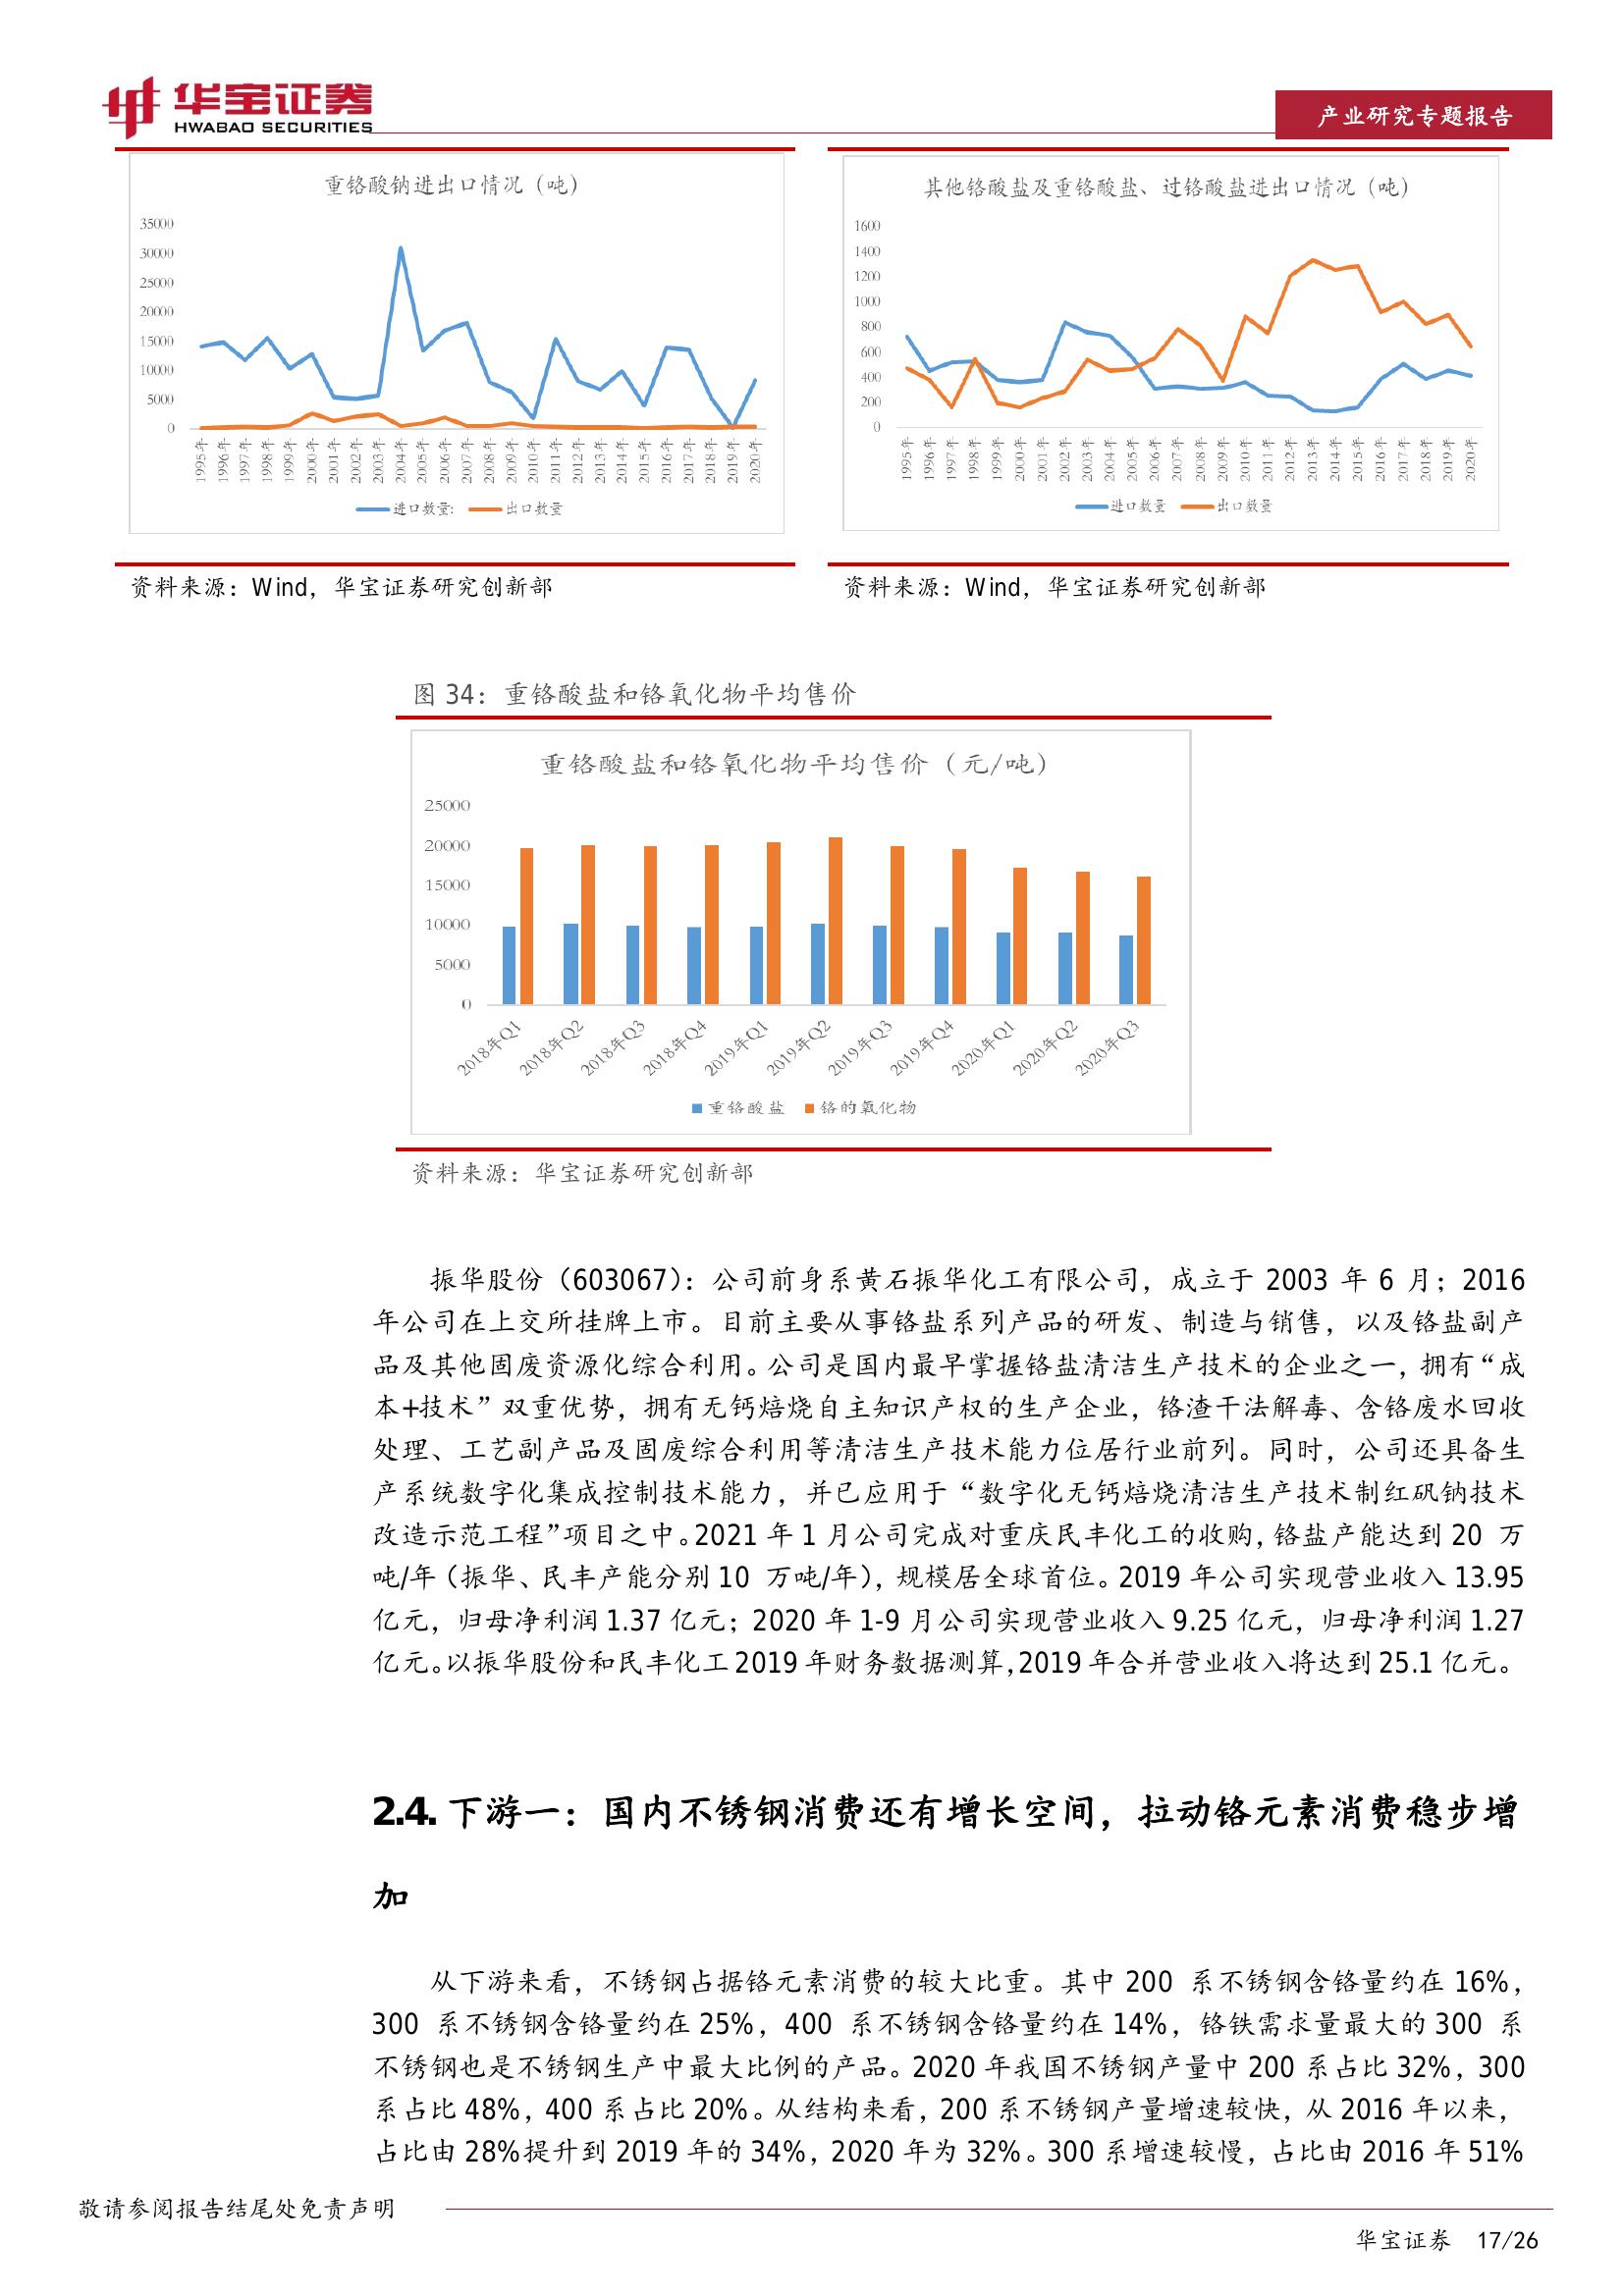 华宝证券
HWABAO SECURITIES
产业研究专题报告
重铬酸钠进出口情况（吨）
35000
30000
25000
20000
15000
10000
5000
0
1995年 1996年 1997年 1998年 1999年 2000年 2001年 2002年 2003年 2004年 2005年 2006年 2007年 2008年 2009年 2010年 2011年 2012年 2013年 2014年 2015年 2016年 2017年 2018年 2019年 2020年
进口数量: 出口数量
资料来源：Wind，华宝证券研究创新部
其他铬酸盐及重铬酸盐、过铬酸盐进出口情况（吨）
1600
1400
1200
1000
800
600
400
200
0
1995年 1996年 1997年 1998年 1999年 2000年 2001年 2002年 2003年 2004年 2005年 2006年 2007年 2008年 2009年 2010年 2011年 2012年 2013年 2014年 2015年 2016年 2017年 2018年 2019年 2020年
进口数量 出口数量
资料来源：Wind，华宝证券研究创新部
图 34：重铬酸盐和铬氧化物平均售价
重铬酸盐和铬氧化物平均售价（元/吨）
25000
20000
15000
10000
5000
0
2018年Q1 2018年Q2 2018年Q3 2018年Q4 2019年Q1 2019年Q2 2019年Q3 2019年Q4 2020年Q1 2020年Q2 2020年Q3
重铬酸盐 铬的氧化物
资料来源：华宝证券研究创新部
振华股份（603067）：公司前身系黄石振华化工有限公司，成立于 2003 年 6 月；2016
年公司在上交所挂牌上市。目前主要从事铬盐系列产品的研发、制造与销售，以及铬盐副产
品及其他固废资源化综合利用。公司是国内最早掌握铬盐清洁生产技术的企业之一，拥有“成
本+技术”双重优势，拥有无钙焙烧自主知识产权的生产企业，铬渣干法解毒、含铬废水回收
处理、工艺副产品及固废综合利用等清洁生产技术能力位居行业前列。同时，公司还具备生
产系统数字化集成控制技术能力，并已应用于“数字化无钙焙烧清洁生产技术制红矾钠技术
改造示范工程”项目之中。2021 年 1 月公司完成对重庆民丰化工的收购，铬盐产能达到 20 万
吨/年（振华、民丰产能分别 10 万吨/年），规模居全球首位。2019 年公司实现营业收入 13.95
亿元，归母净利润 1.37 亿元；2020 年 1-9 月公司实现营业收入 9.25 亿元，归母净利润 1.27
亿元。以振华股份和民丰化工 2019 年财务数据测算，2019 年合并营业收入将达到 25.1 亿元。
2.4. 下游一：国内不锈钢消费还有增长空间，拉动铬元素消费稳步增
加
从下游来看，不锈钢占据铬元素消费的较大比重。其中 200 系不锈钢含铬量约在 16%，
300 系不锈钢含铬量约在 25%，400 系不锈钢含铬量约在 14%，铬铁需求量最大的 300 系
不锈钢也是不锈钢生产中最大比例的产品。2020 年我国不锈钢产量中 200 系占比 32%，300
系占比 48%，400 系占比 20%。从结构来看，200 系不锈钢产量增速较快，从 2016 年以来，
占比由 28%提升到 2019 年的 34%，2020 年为 32%。300 系增速较慢，占比由 2016 年 51%
敬请参阅报告结尾处免责声明
华宝证券 17/26